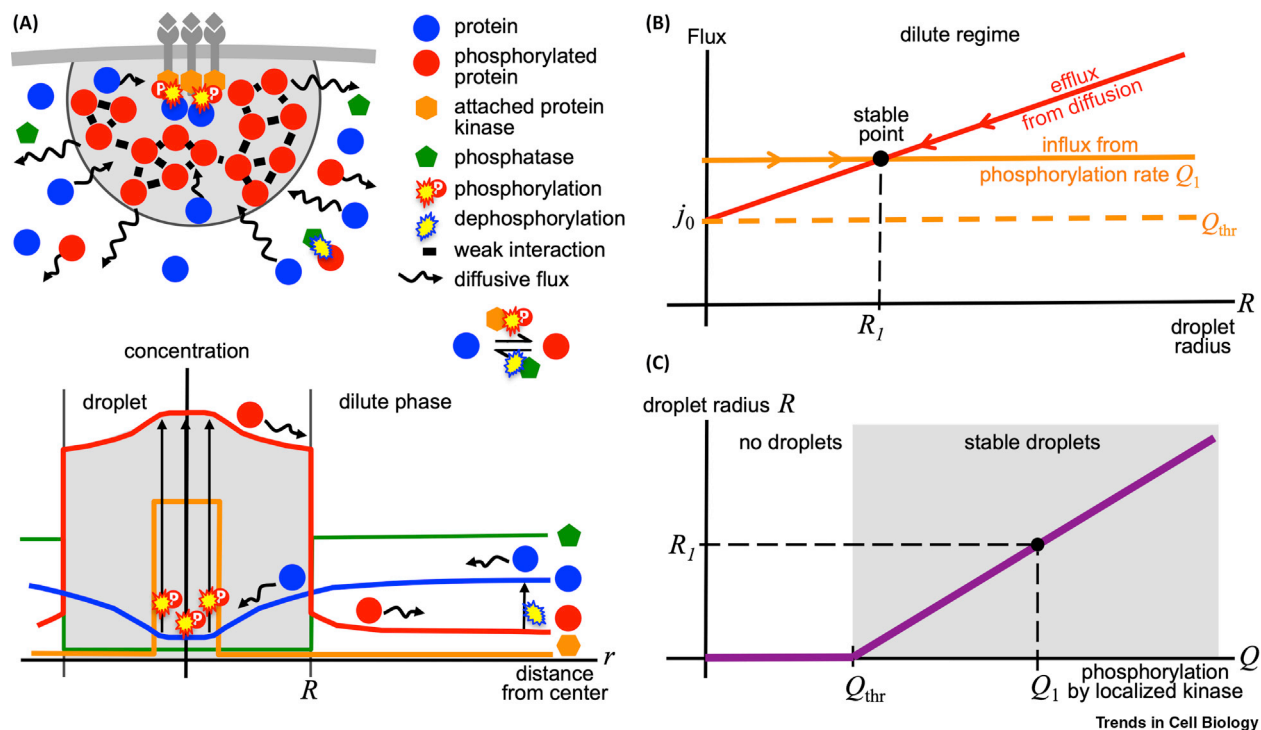 (A)
protein
phosphorylated
protein
attached protein
kinase
phosphatase
P
P
P
phosphorylation
dephosphorylation
weak interaction
diffusive flux
P
concentration
droplet
dilute phase
P
P
P
r
R
distance
from center
(B)
Flux
dilute regime
efflux
from diffusion
stable
point
influx from
phosphorylation rate Q1
j0
Qthr
R1
R
droplet
radius
(C)
droplet radius R
no droplets
stable droplets
R1
Qthr
Q1
phosphorylation
by localized kinase
Q
Trends in Cell Biology